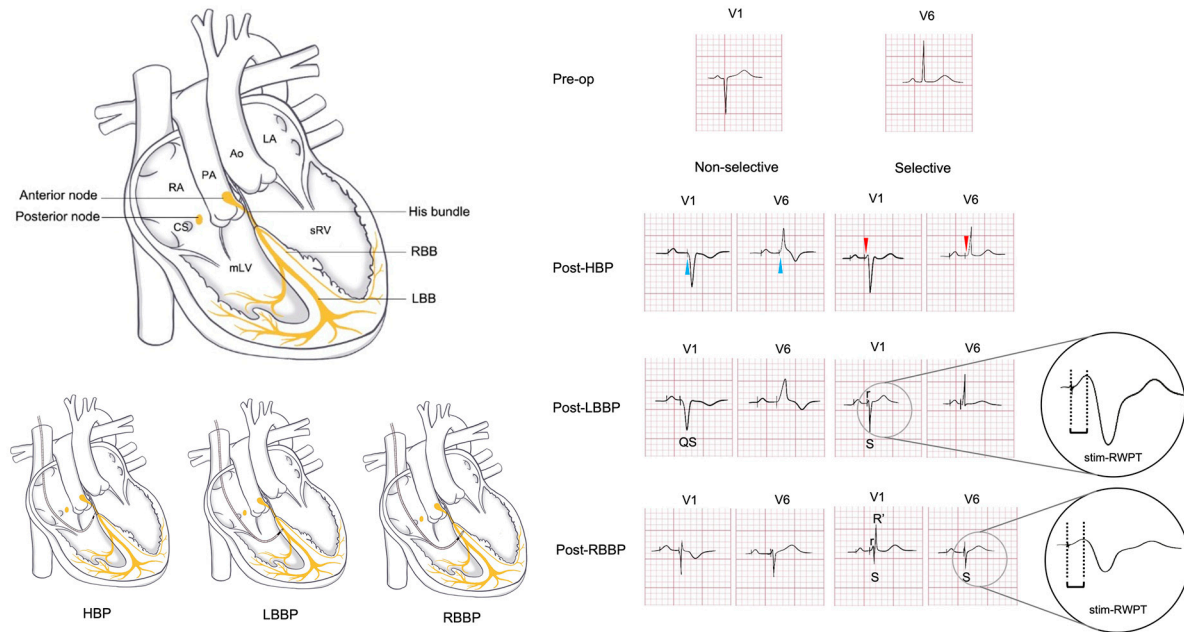 LA
Ao
RA
PA
Anterior node
Posterior node
CS
His bundle
sRV
RBB
mLV
LBB
HBP
LBBP
RBBP
V1
V6
Pre-op
Non-selective
Selective
V1
V6
V1
V6
Post-HBP
V1
V6
V1
V6
Post-LBBP
r
QS
S
stim-RWPT
V1
V6
V1
V6
Post-RBBP
R'
r
S
S
stim-RWPT